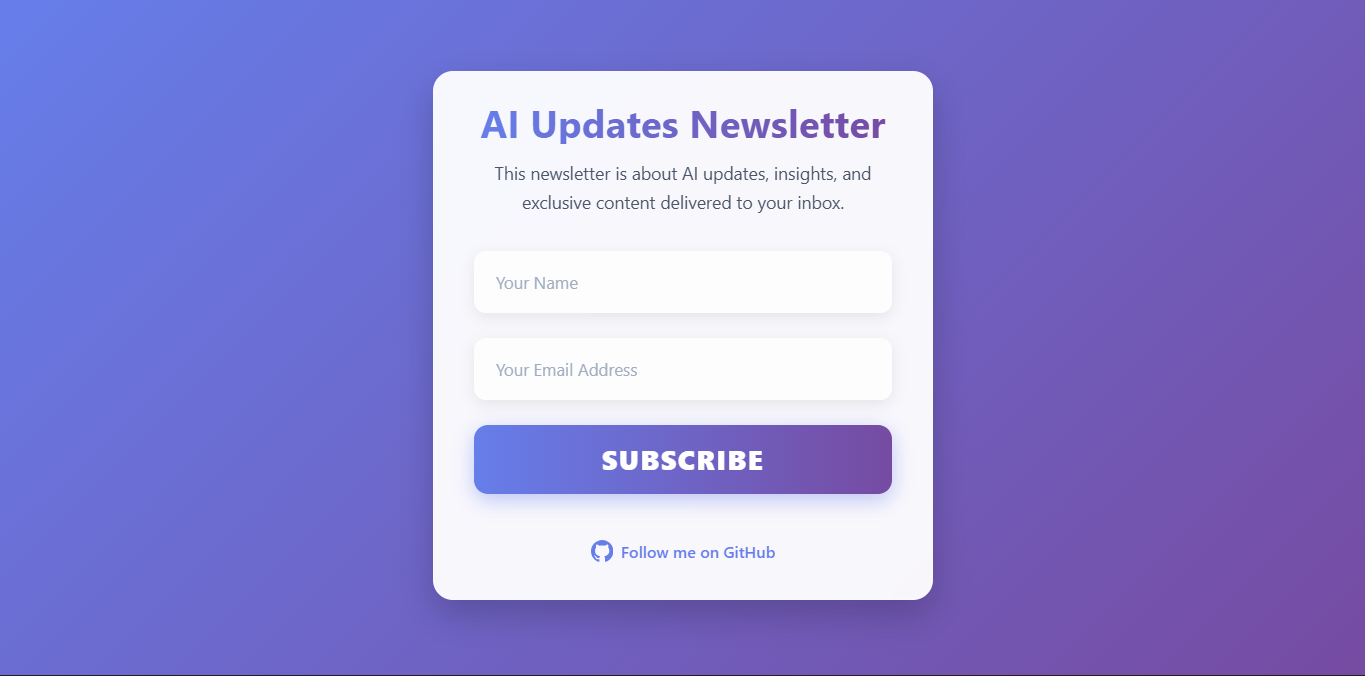 AI Updates Newsletter
This newsletter is about AI updates, insights, and
exclusive content delivered to your inbox.
Your Name
Your Email Address
SUBSCRIBE
Follow me on GitHub